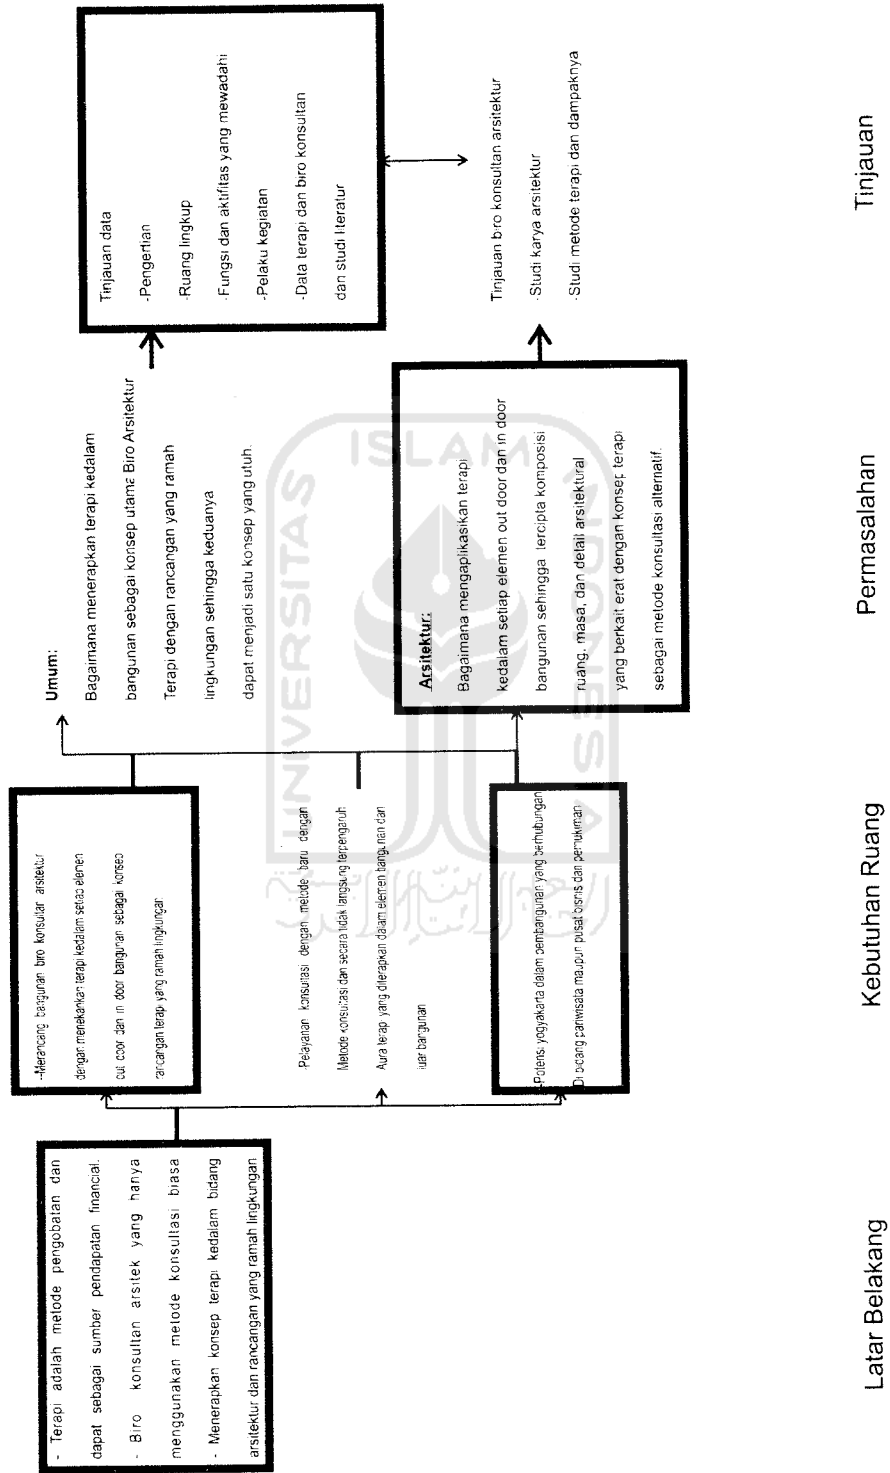 - Terapi adalah metode pengobatan dan
dapat sebagai sumber pendapatan financial.
- Biro konsultan arsitek yang hanya
menggunakan metode konsultasi biasa
- Menerapkan konsep terapi kedalam bidang
arsitektur dan rancangan yang ramah lingkungan
--Merancang bangunan biro konsultan arsitektur
dengan menekankan terapi kedalam setiap elemen
out door dan in door bangunan sebagai konsep
rancangan terapi yang ramah lingkungan
-Pelayanan konsultasi dengan metode baru dengan
Metode konsultasi dan secara tidak langsung terpengaruh
Aura terapi yang diterapkan dalam elemen bangunan dan
luar bangunan
-Potensi yogyakarta dalam pembangunan yang berhubungan
Di bidang pariwisata maupun pusat bisnis dan pemukiman
Umum:
Bagaimana menerapkan terapi kedalam
bangunan sebagai konsep utama Biro Arsitektur
Terapi dengan rancangan yang ramah
lingkungan sehingga keduanya
dapat menjadi satu konsep yang utuh.
Arsitektur:
Bagaimana mengaplikasikan terapi
kedalam setiap elemen out door dan in door
bangunan sehingga tercipta komposisi
ruang, masa, dan detail arsitektural
yang berkait erat dengan konsep terapi
sebagai metode konsultasi alternatif.
Tinjauan data
-Pengertian
-Ruang lingkup
-Fungsi dan aktifitas yang mewadahi
-Pelaku kegiatan
-Data terapi dan biro konsultan
dan studi literatur
Tinjauan biro konsultan arsitektur
-Studi karya arsitektur
-Studi metode terapi dan dampaknya
Latar Belakang
Kebutuhan Ruang
Permasalahan
Tinjauan
UNIVERSITAS
ISLAM
INDONESIA